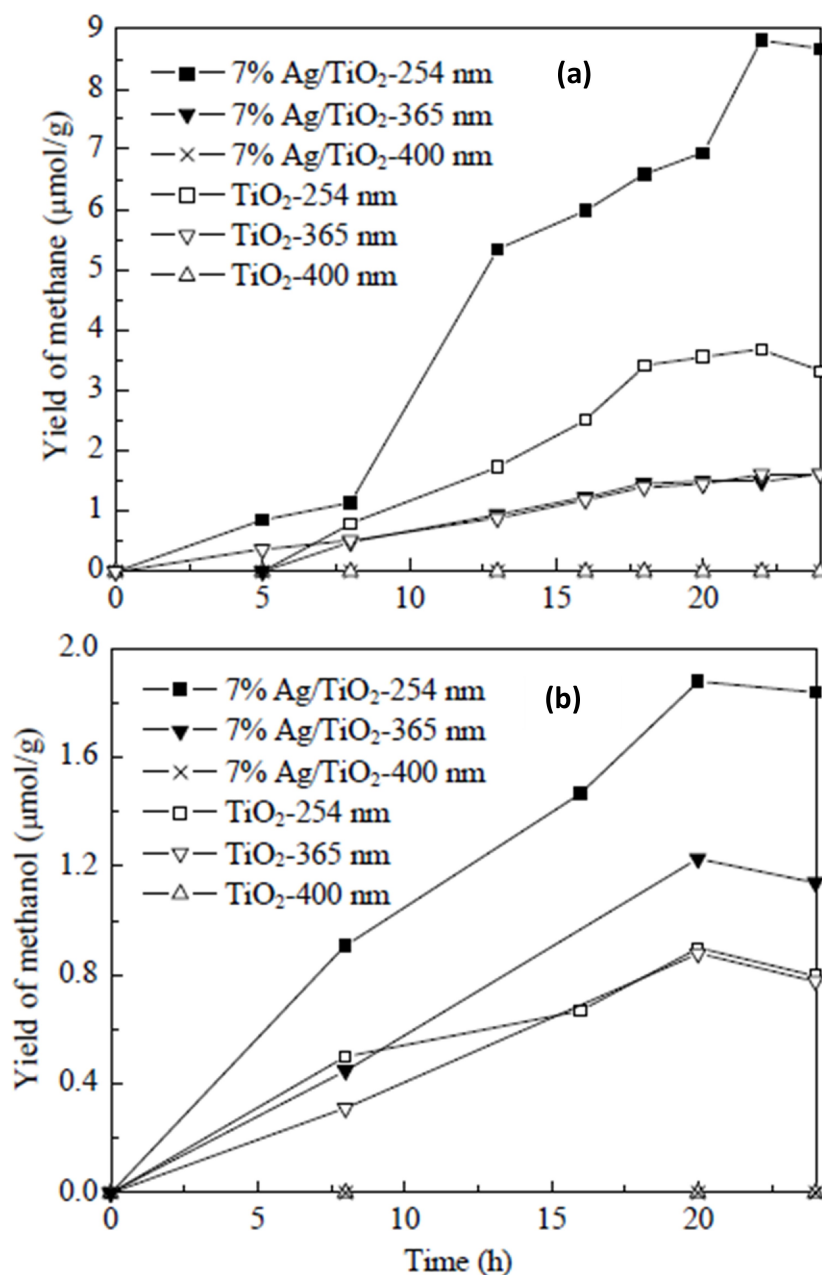 9
8
7
6
5
4
3
2
1
0
Yield of methane (μmol/g)
(a)
7% Ag/TiO₂-254 nm
7% Ag/TiO₂-365 nm
7% Ag/TiO₂-400 nm
TiO₂-254 nm
TiO₂-365 nm
TiO₂-400 nm
0 5 10 15 20
2.0
1.6
1.2
0.8
0.4
0.0
Yield of methanol (μmol/g)
(b)
7% Ag/TiO₂-254 nm
7% Ag/TiO₂-365 nm
7% Ag/TiO₂-400 nm
TiO₂-254 nm
TiO₂-365 nm
TiO₂-400 nm
0 5 10 15 20
Time (h)